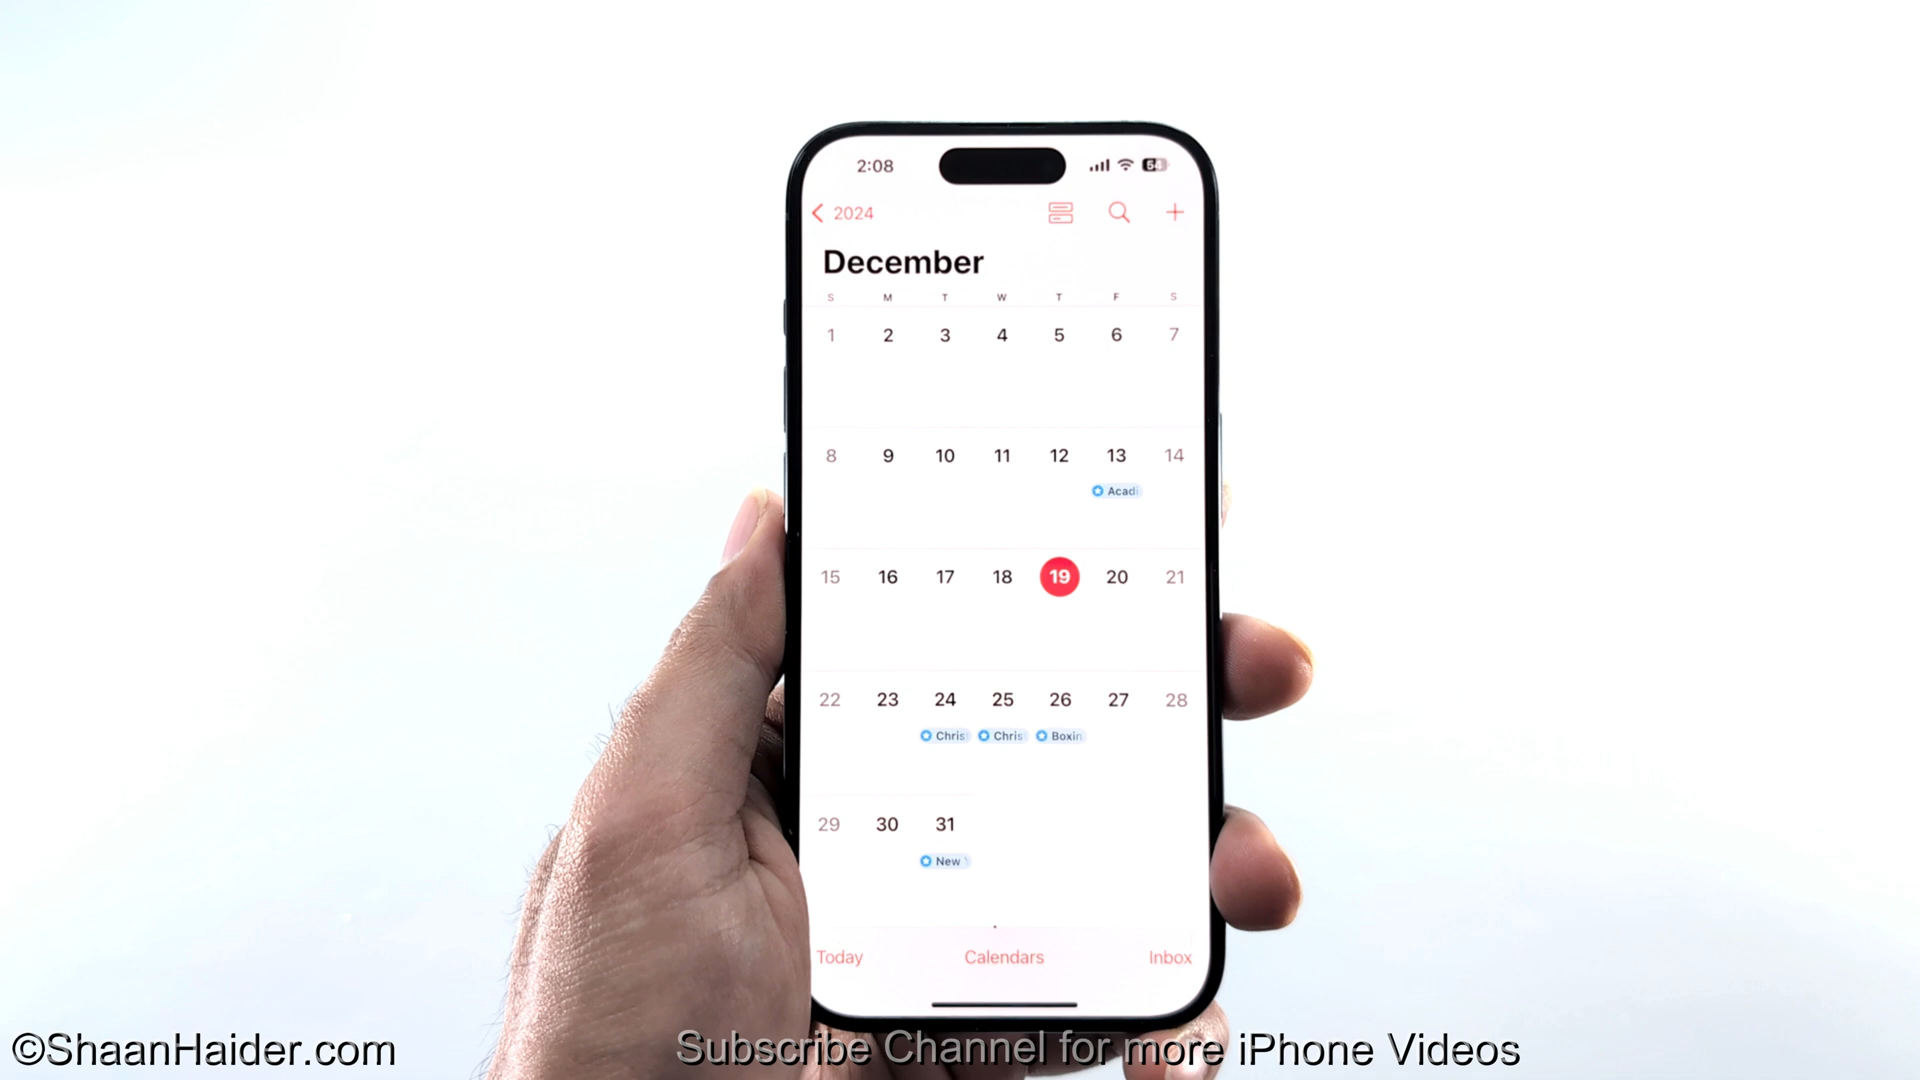 2:08 54
2024
December
S M T W T F S
1 2 3 4 5 6 7
8 9 10 11 12 13 14
Acadi
15 16 17 18 19 20 21
22 23 24 25 26 27 28
Chris Chris Boxin
29 30 31
New
Today Calendars Inbox
©ShaanHaider.com
Subscribe Channel for more iPhone Videos